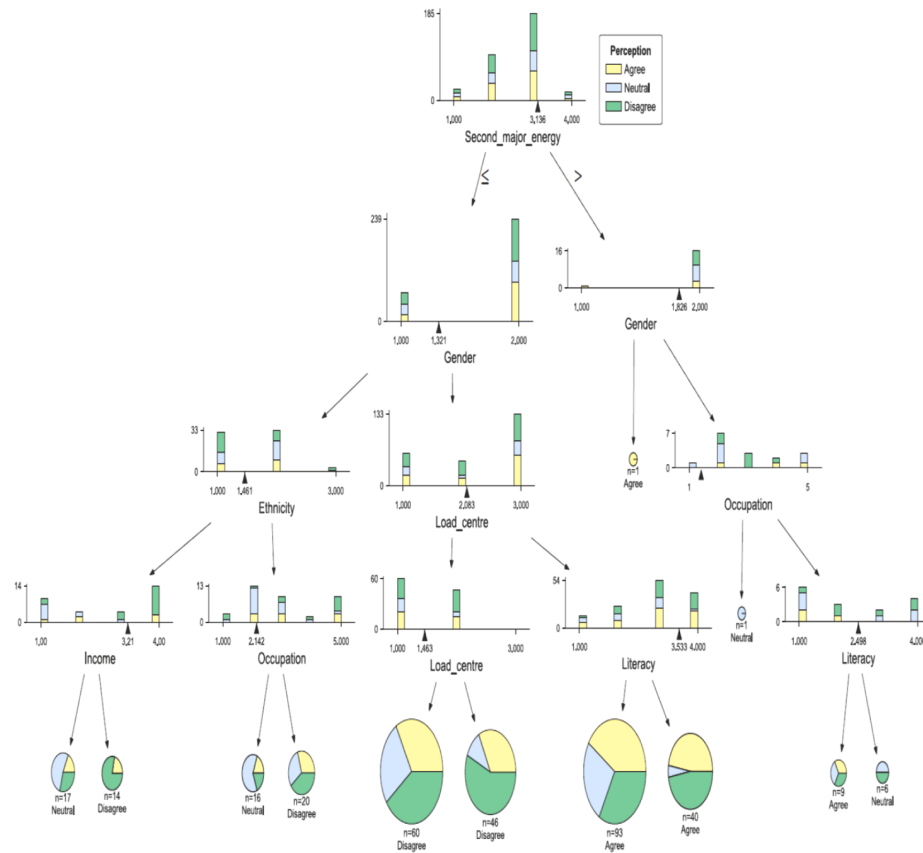 185
0
1,000
3,136
4,000
Second_major_energy
Perception
Agree
Neutral
Disagree
≤
>
239
0
1,000
1,321
2,000
Gender
16
0
1,000
1,826
2,000
Gender
33
0
1,000
1,461
3,000
Ethnicity
133
0
1,000
2,083
3,000
Load_centre
n=1
Agree
7
0
1
5
Occupation
14
0
1,00
3,21
4,00
Income
13
0
1,000
2,142
5,000
Occupation
60
0
1,000
1,463
3,000
Load_centre
54
0
1,000
3,533
4,000
Literacy
n=1
Neutral
6
0
1,000
2,498
4,000
Literacy
n=17
Neutral
n=14
Disagree
n=16
Neutral
n=20
Disagree
n=60
Disagree
n=46
Disagree
n=93
Agree
n=40
Agree
n=9
Agree
n=6
Neutral